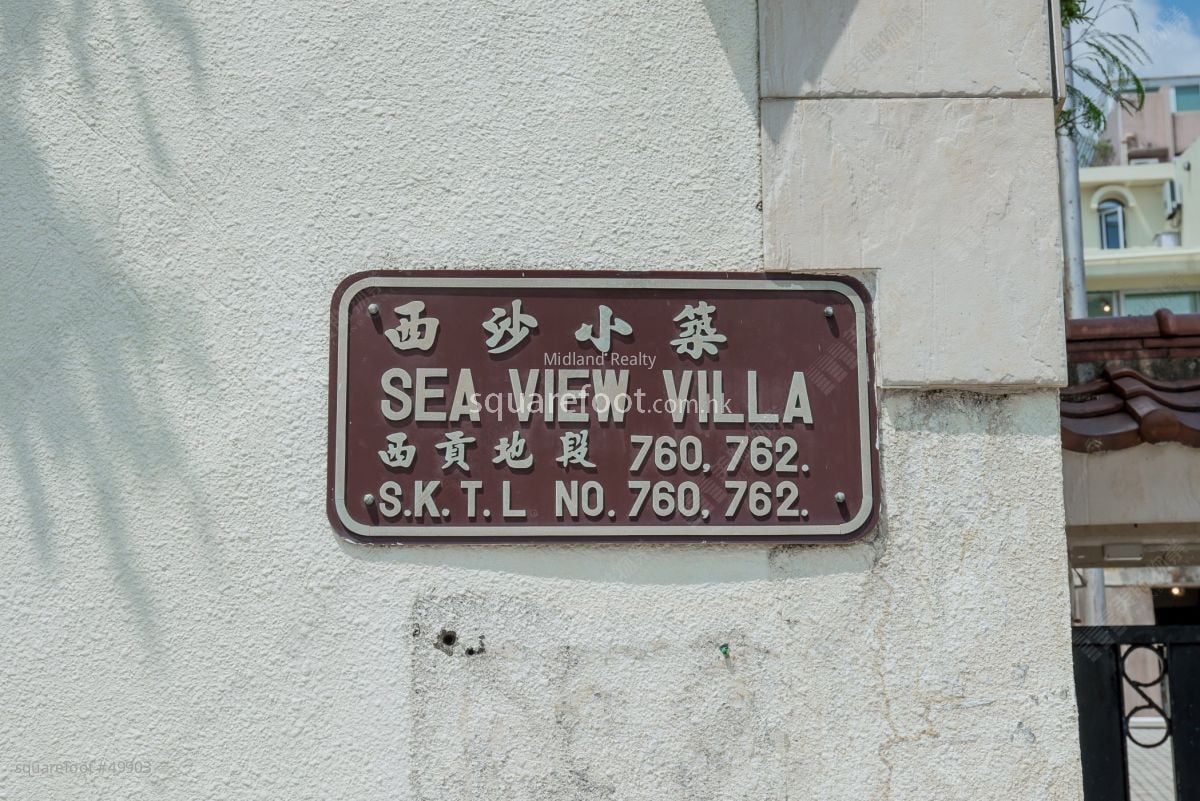 西沙小築
Midland Realty
SEA VIEW VILLA
squarefoot.com.hk
西貢地段 760, 762.
S.K.T.L NO. 760, 762.
squarefoot #49903